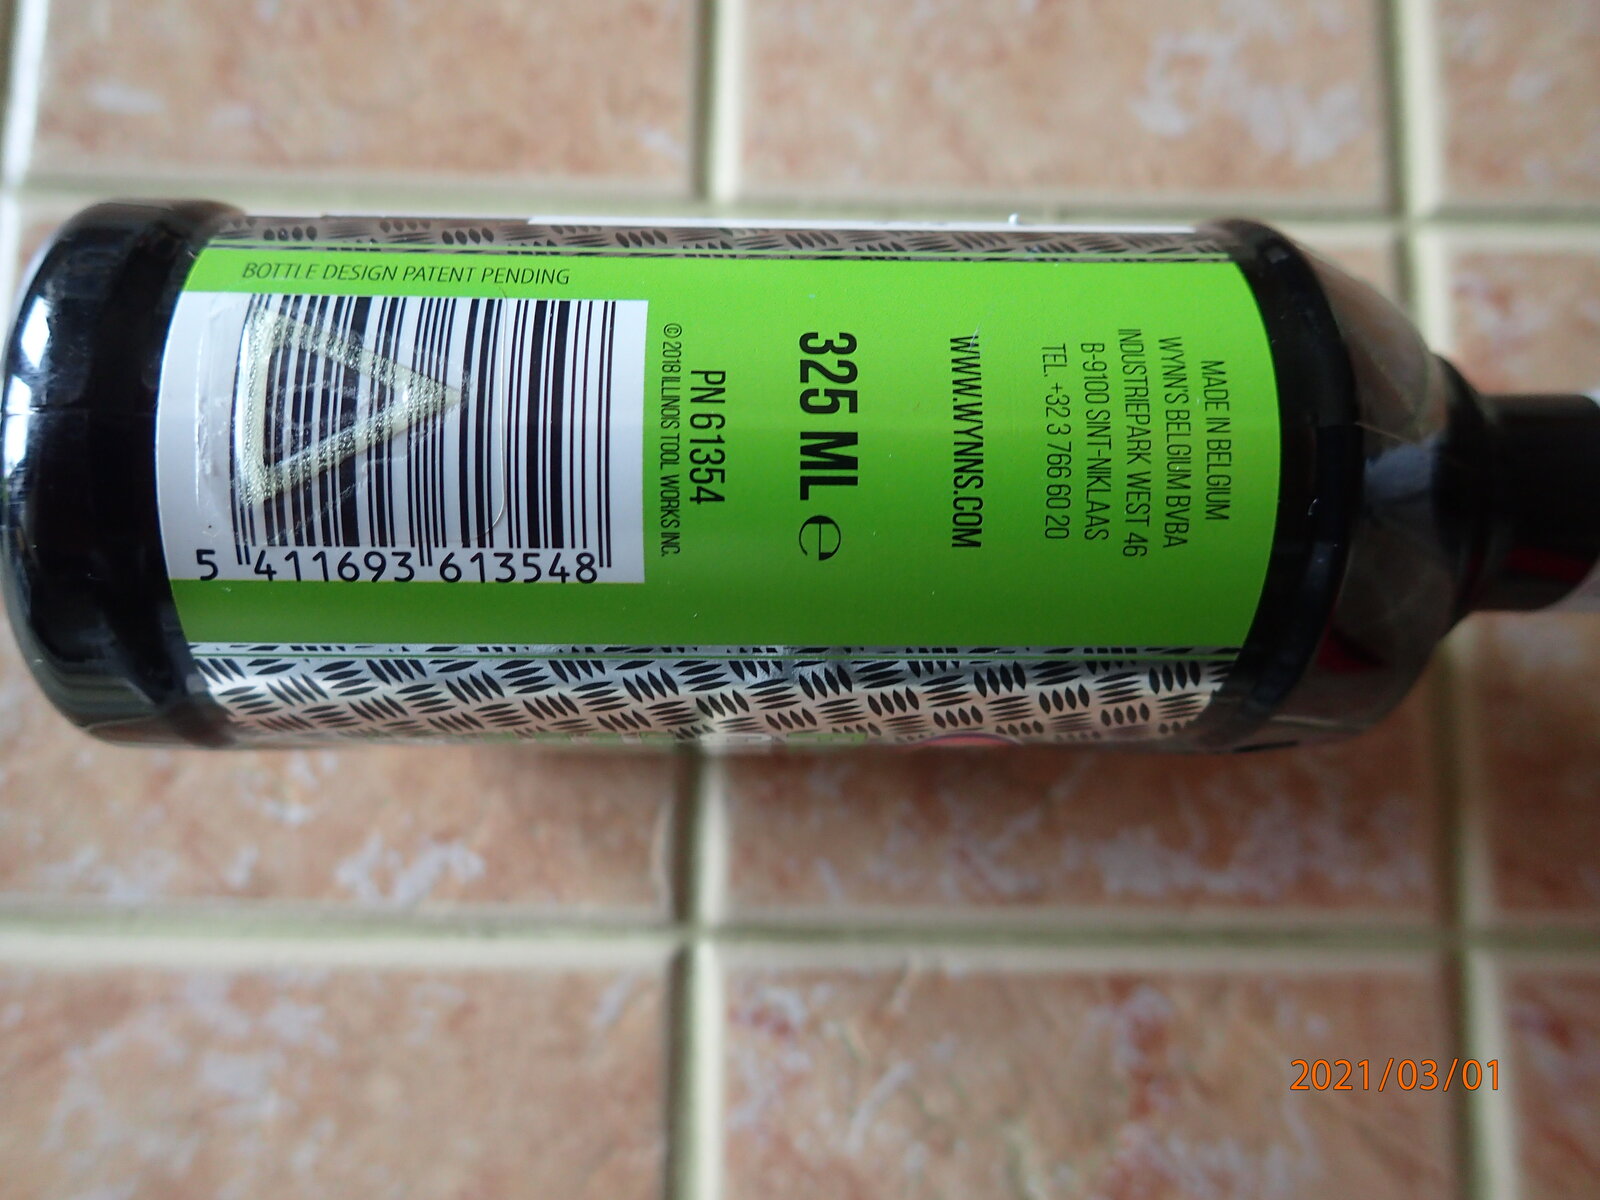 BOTTLE DESIGN PATENT PENDING
5 411693 613548
© 2018 ILLINOIS TOOL WORKS INC.
PN 61354
325 ML ℮
WWW.WYNNS.COM
MADE IN BELGIUM
WYNN'S BELGIUM BVBA
INDUSTRIEPARK WEST 46
B-9100 SINT-NIKLAAS
TEL. +32 3 766 60 20
2021/03/01